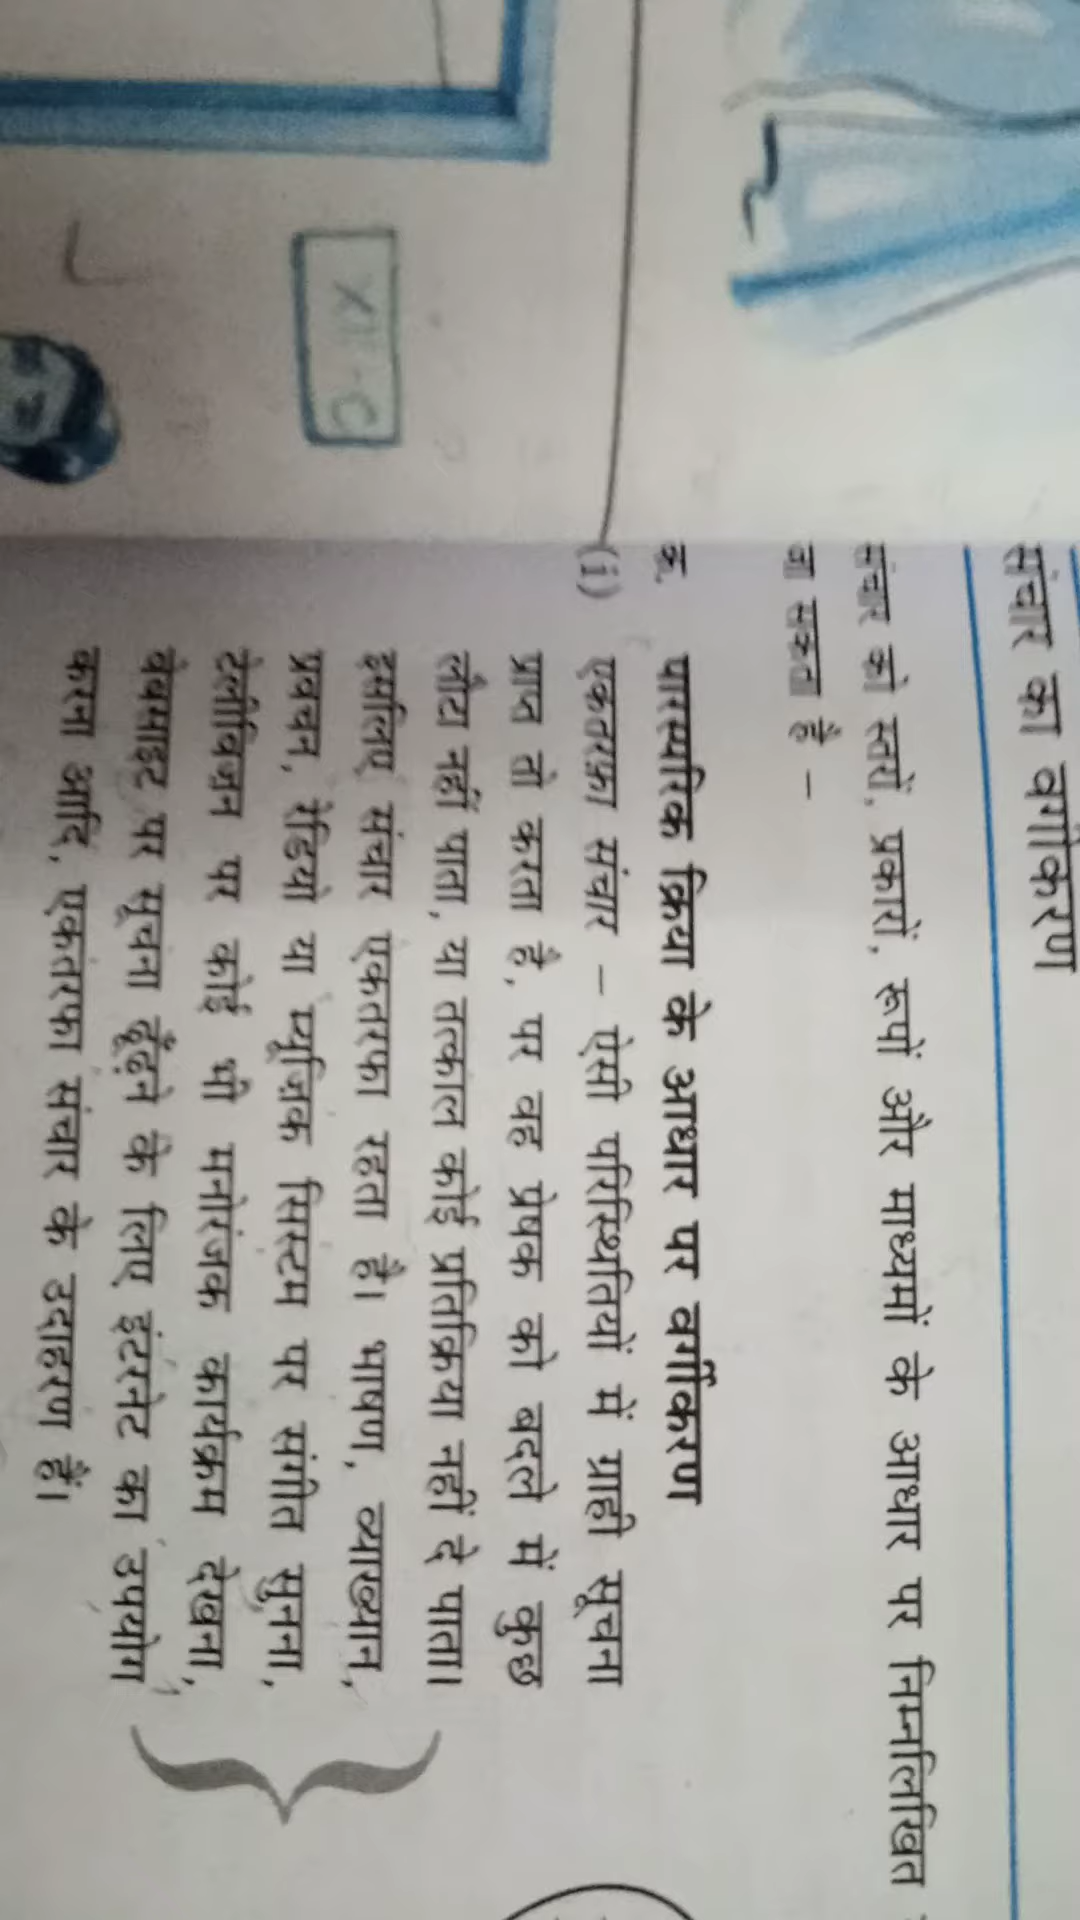 संचार का वर्गीकरण
संचार को स्तरों, प्रकारों, रूपों और माध्यमों के आधार पर निम्नलिखित
जा सकता है –
क. पारस्परिक क्रिया के आधार पर वर्गीकरण
(i) एकतरफ़ा संचार – ऐसी परिस्थितियों में ग्राही सूचना
प्राप्त तो करता है, पर वह प्रेषक को बदले में कुछ
लौटा नहीं पाता, या तत्काल कोई प्रतिक्रिया नहीं दे पाता।
इसलिए संचार एकतरफा रहता है। भाषण, व्याख्यान,
प्रवचन, रेडियो या म्यूज़िक सिस्टम पर संगीत सुनना,
टेलीविज़न पर कोई भी मनोरंजक कार्यक्रम देखना,
वेबसाइट पर सूचना ढूँढ़ने के लिए इंटरनेट का उपयोग
करना आदि, एकतरफा संचार के उदाहरण हैं।